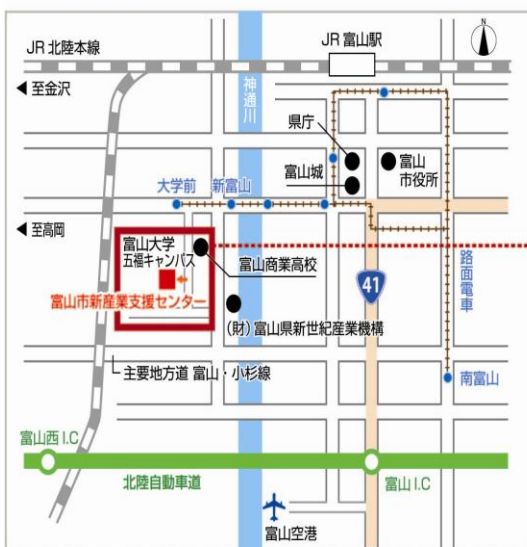 JR 富山駅
N
JR 北陸本線
至金沢
神通川
県庁
富山城
富山
市役所
大学前
新富山
至高岡
富山大学
五福キャンパス
富山商業高校
富山市新産業支援センター
41
路面電車
(財)富山県新世紀産業機構
主要地方道 富山・小杉線
南富山
富山西 I.C
北陸自動車道
富山 I.C
富山空港